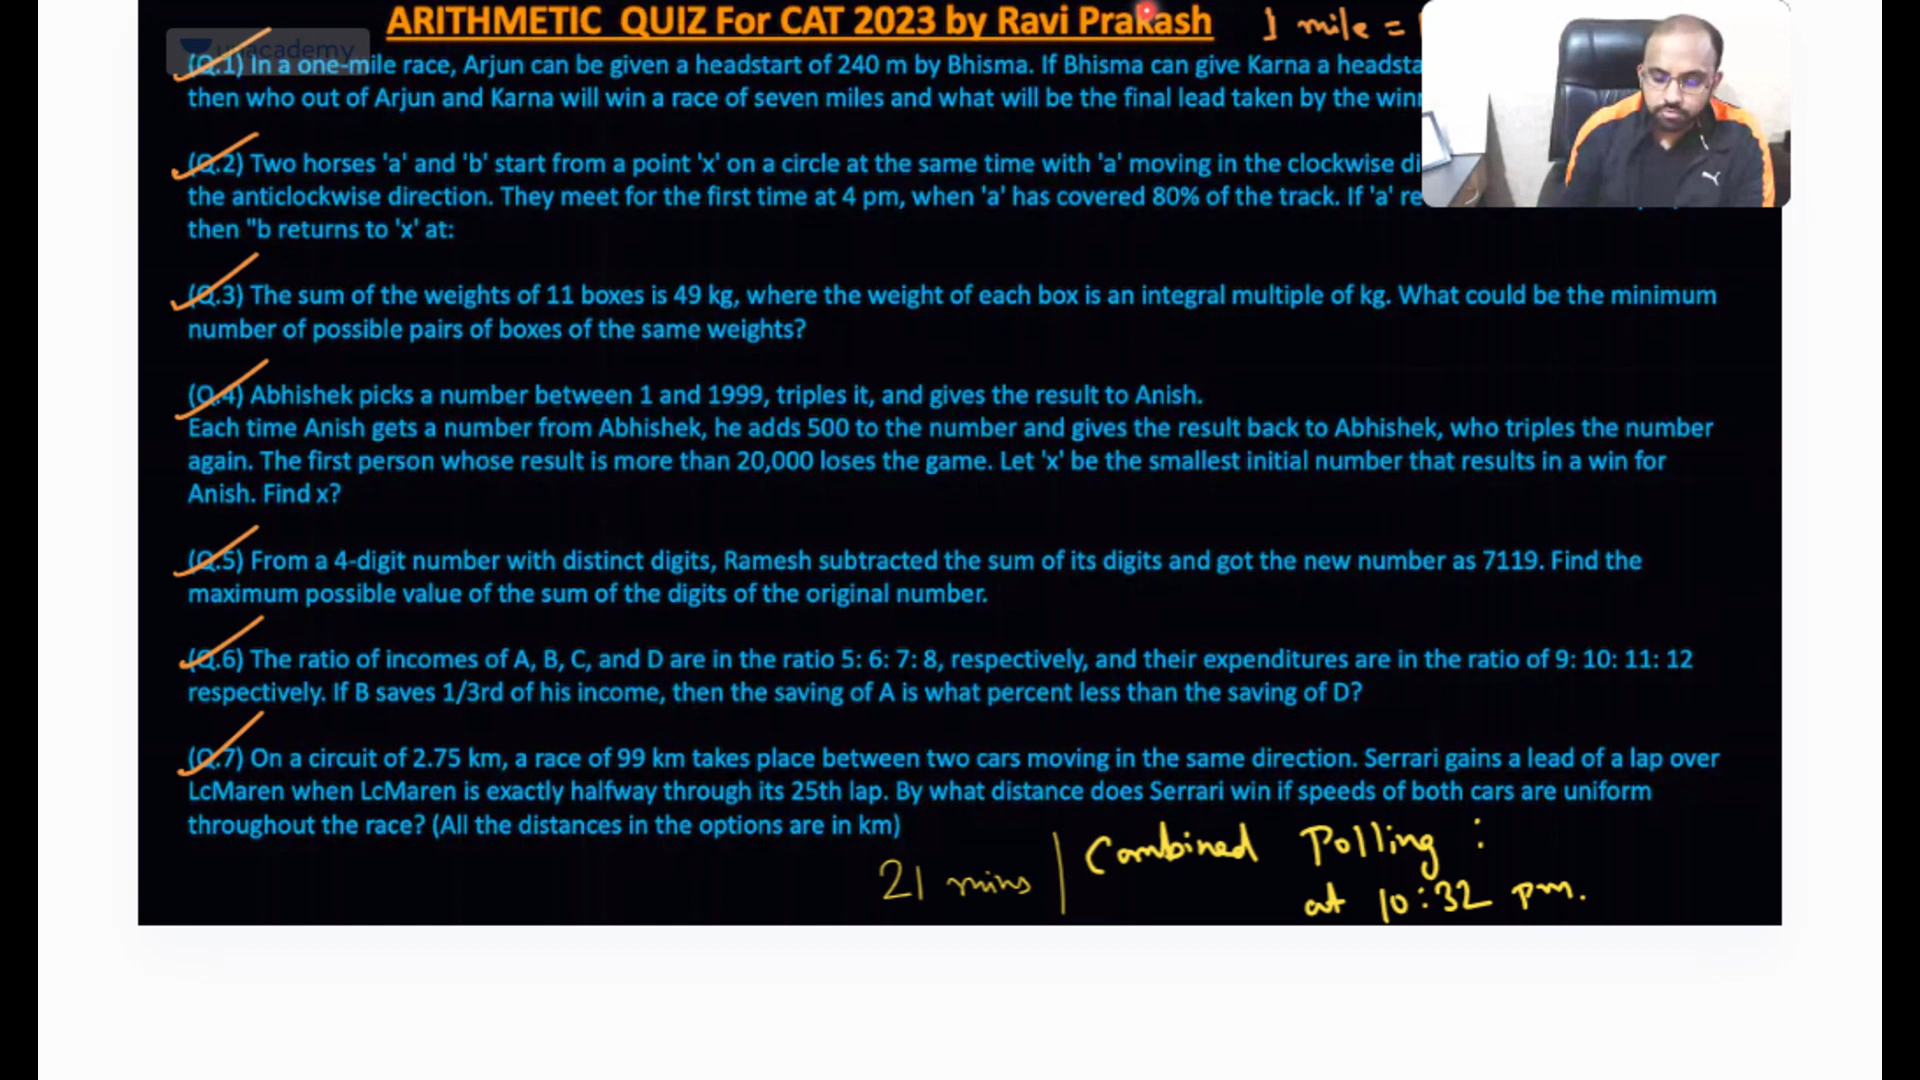 ARITHMETIC QUIZ For CAT 2023 by Ravi Prakash 1 mile =
unacademy
(Q.1) In a one-mile race, Arjun can be given a headstart of 240 m by Bhisma. If Bhisma can give Karna a
then who out of Arjun and Karna will win a race of seven miles and what will be the final lead taken by the
(Q.2) Two horses 'a' and 'b' start from a point 'x' on a circle at the same time with 'a' moving in the clockwise
the anticlockwise direction. They meet for the first time at 4 pm, when 'a' has covered 80% of the track. If 'a'
then "b returns to 'x' at:
(Q.3) The sum of the weights of 11 boxes is 49 kg, where the weight of each box is an integral multiple of kg. What could be the minimum
number of possible pairs of boxes of the same weights?
(Q.4) Abhishek picks a number between 1 and 1999, triples it, and gives the result to Anish.
Each time Anish gets a number from Abhishek, he adds 500 to the number and gives the result back to Abhishek, who triples the number
again. The first person whose result is more than 20,000 loses the game. Let 'x' be the smallest initial number that results in a win for
Anish. Find x?
(Q.5) From a 4-digit number with distinct digits, Ramesh subtracted the sum of its digits and got the new number as 7119. Find the
maximum possible value of the sum of the digits of the original number.
(Q.6) The ratio of incomes of A, B, C, and D are in the ratio 5: 6: 7: 8, respectively, and their expenditures are in the ratio of 9: 10: 11: 12
respectively. If B saves 1/3rd of his income, then the saving of A is what percent less than the saving of D?
(Q.7) On a circuit of 2.75 km, a race of 99 km takes place between two cars moving in the same direction. Serrari gains a lead of a lap over
LcMaren when LcMaren is exactly halfway through its 25th lap. By what distance does Serrari win if speeds of both cars are uniform
throughout the race? (All the distances in the options are in km)
21 mins | Combined Polling :
at 10:32 pm.